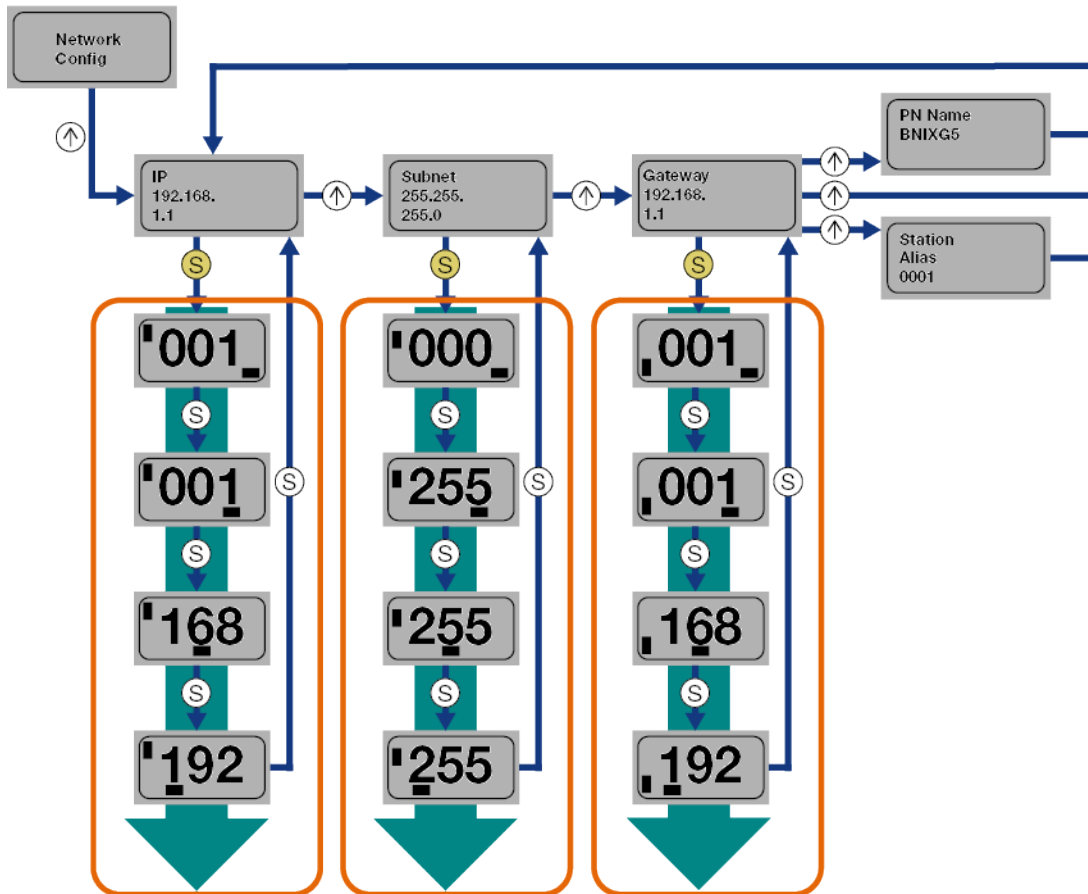 Network
Config
PN Name
BNIXG5
IP
192.168.
1.1
Subnet
255.255.
255.0
Gateway
192.168.
1.1
Station
Alias
0001
S
S
S
001
000
001
S
S
S
001
255
001
S
S
S
S
S
S
168
255
168
S
S
S
192
255
192